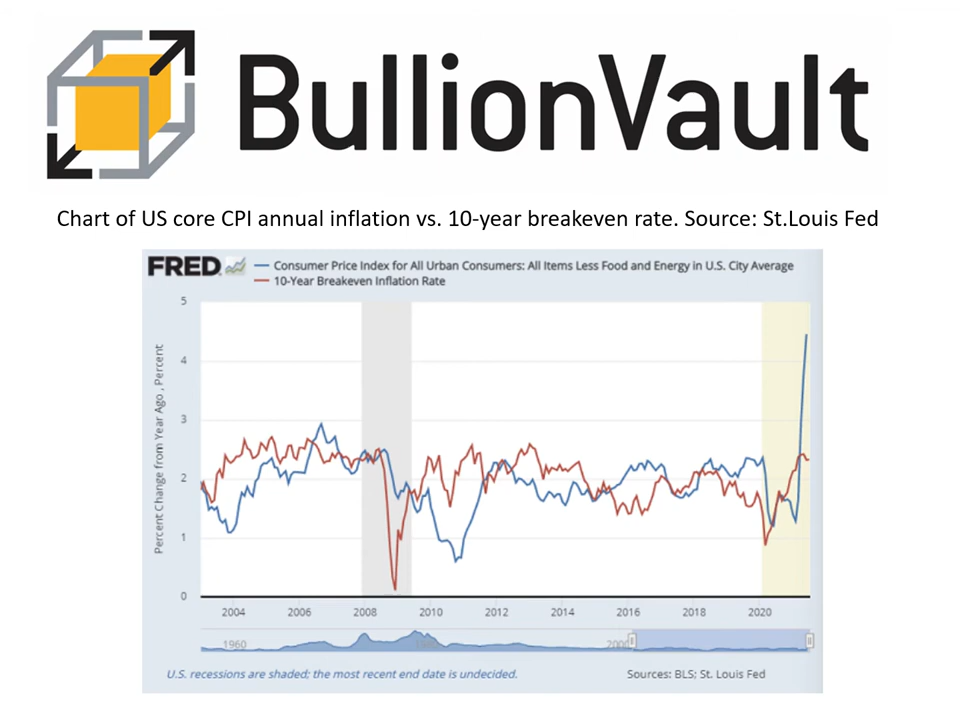 BullionVault
Chart of US core CPI annual inflation vs. 10-year breakeven rate. Source: St.Louis Fed
FRED
Consumer Price Index for All Urban Consumers: All Items Less Food and Energy in U.S. City Average
10-Year Breakeven Inflation Rate
Percent Change from Year Ago , Percent
5
4
3
2
1
0
2004 2006 2008 2010 2012 2014 2016 2018 2020
1960 2000
U.S. recessions are shaded; the most recent end date is undecided.
Sources: BLS; St. Louis Fed